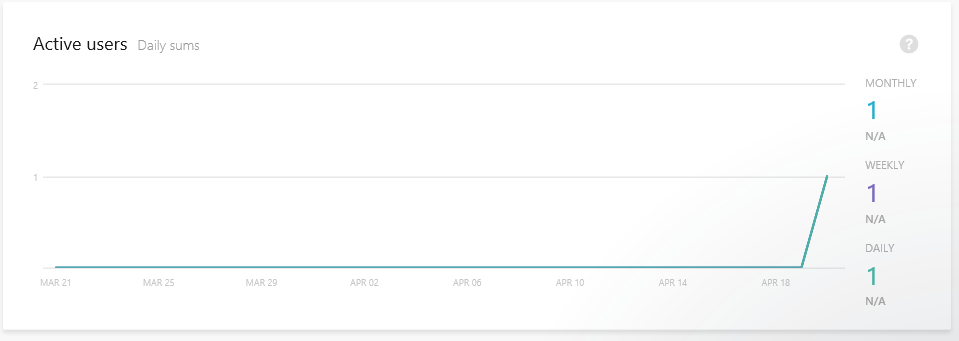 Active users Daily sums ?
2
1
MAR 21 MAR 25 MAR 29 APR 02 APR 06 APR 10 APR 14 APR 18
MONTHLY
1
N/A
WEEKLY
1
N/A
DAILY
1
N/A